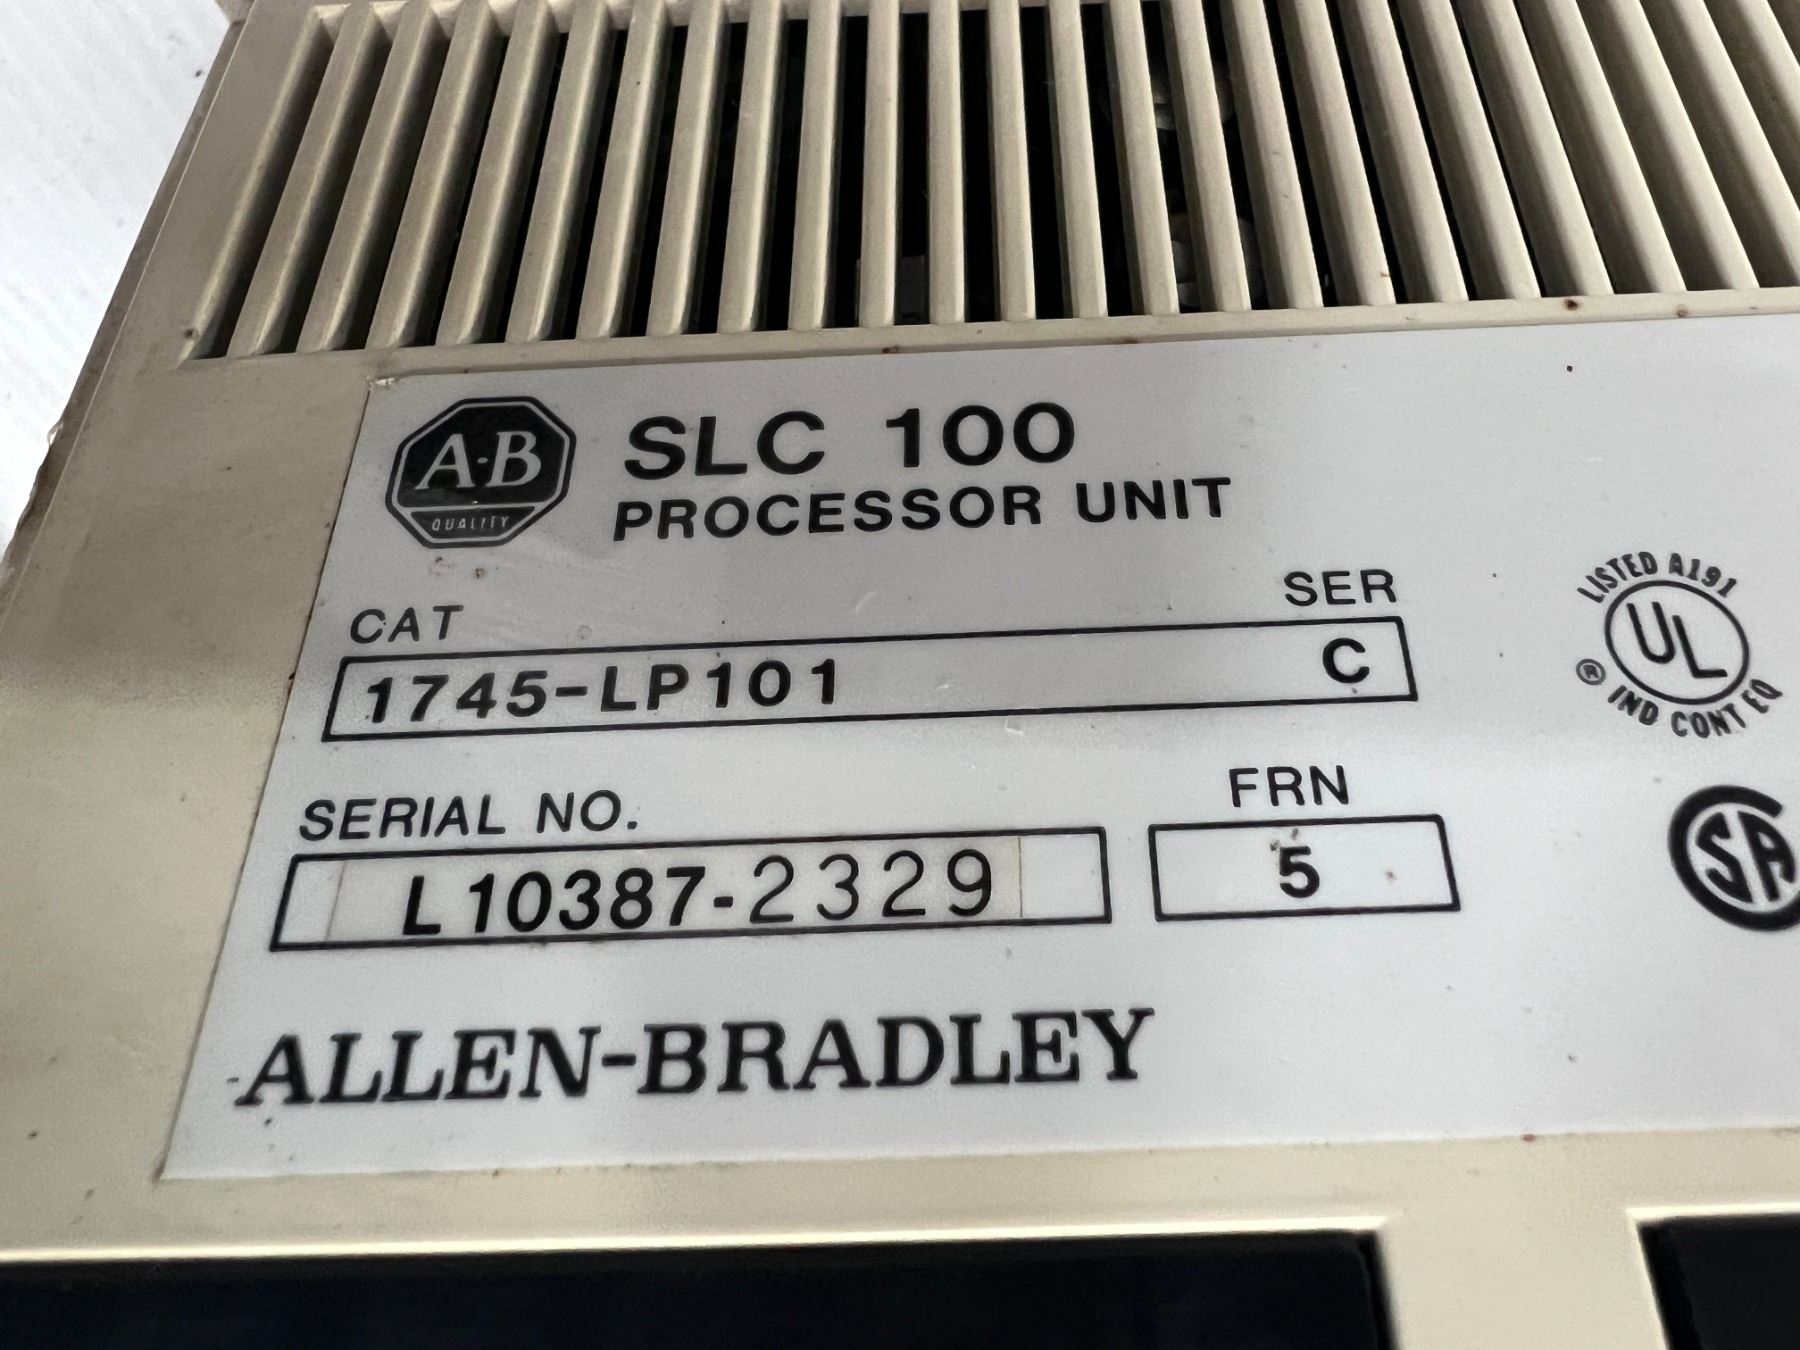 A-B
QUALITY
SLC 100
PROCESSOR UNIT
CAT
SER
1745-LP101
C
LISTED A191
UL
®
IND CONT EQ
SERIAL NO.
FRN
L10387-2329
5
SA
ALLEN-BRADLEY